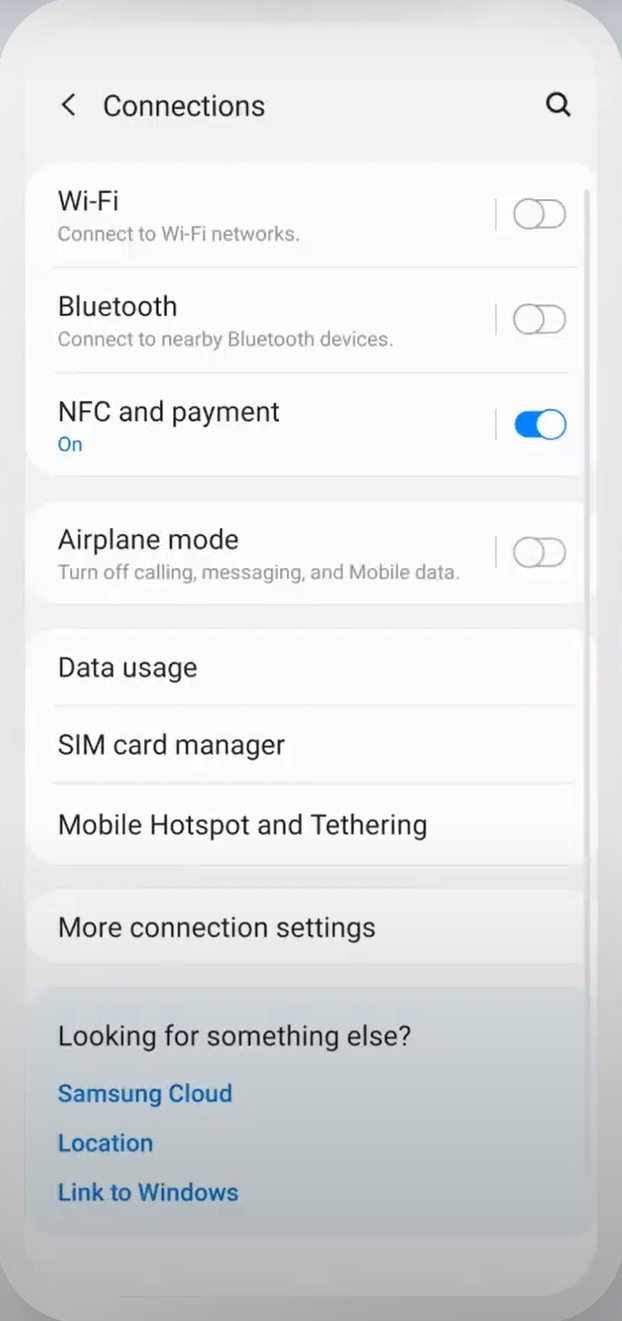 Connections
Wi-Fi
Connect to Wi-Fi networks.
Bluetooth
Connect to nearby Bluetooth devices.
NFC and payment
On
Airplane mode
Turn off calling, messaging, and Mobile data.
Data usage
SIM card manager
Mobile Hotspot and Tethering
More connection settings
Looking for something else?
Samsung Cloud
Location
Link to Windows